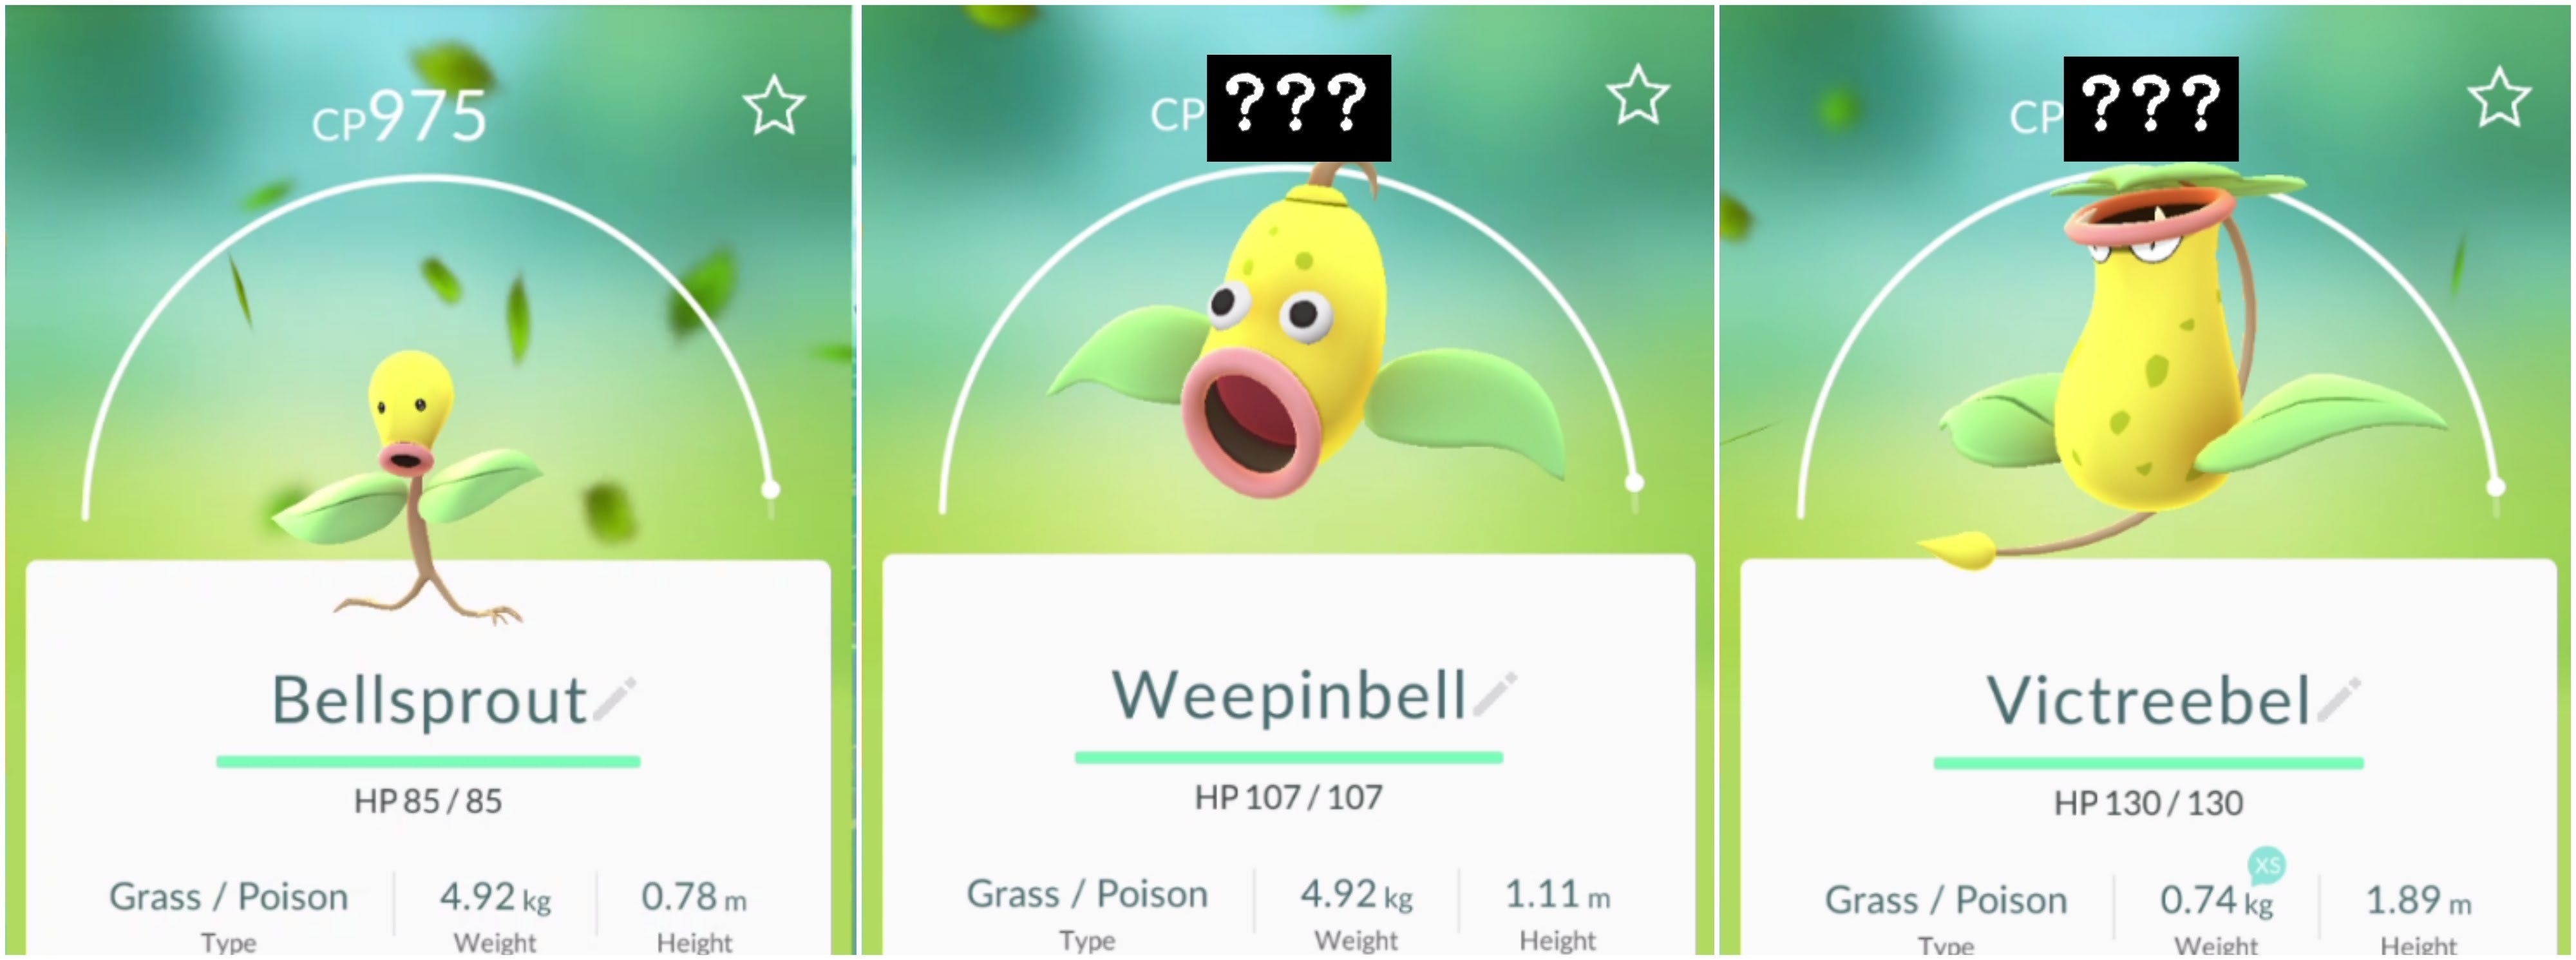 CP975
Bellsprout
HP 85 / 85
Grass / Poison
4.92 kg
0.78 m
Type
Weight
Height
CP ???
Weepinbell
HP 107 / 107
Grass / Poison
4.92 kg
1.11 m
Type
Weight
Height
CP ???
Victreebel
HP 130 / 130
XS
Grass / Poison
0.74 kg
1.89 m
Type
Weight
Height